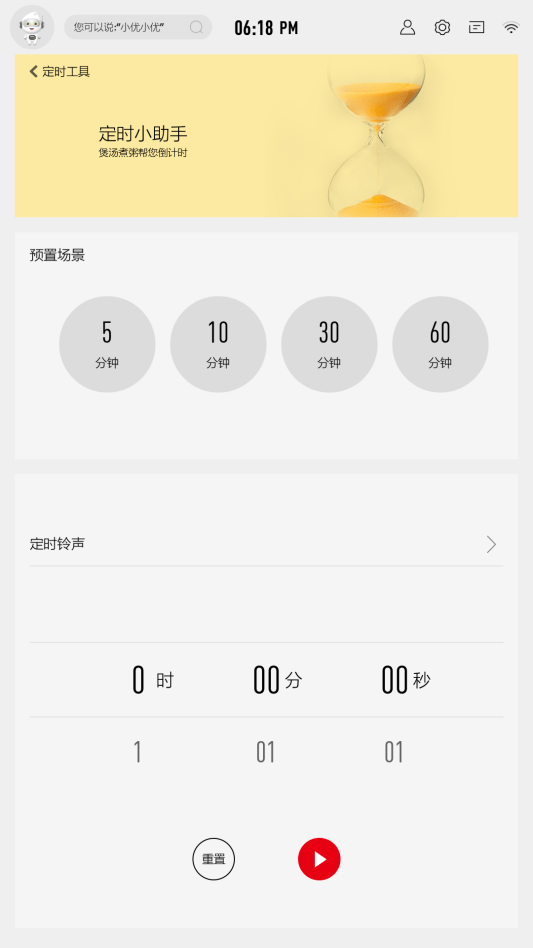 您可以说:"小优小优"
06:18 PM
定时工具
定时小助手
煲汤煮粥帮您倒计时
预置场景
5 10 30 60
分钟 分钟 分钟 分钟
定时铃声
0 时 00 分 00 秒
1 01 01
重置